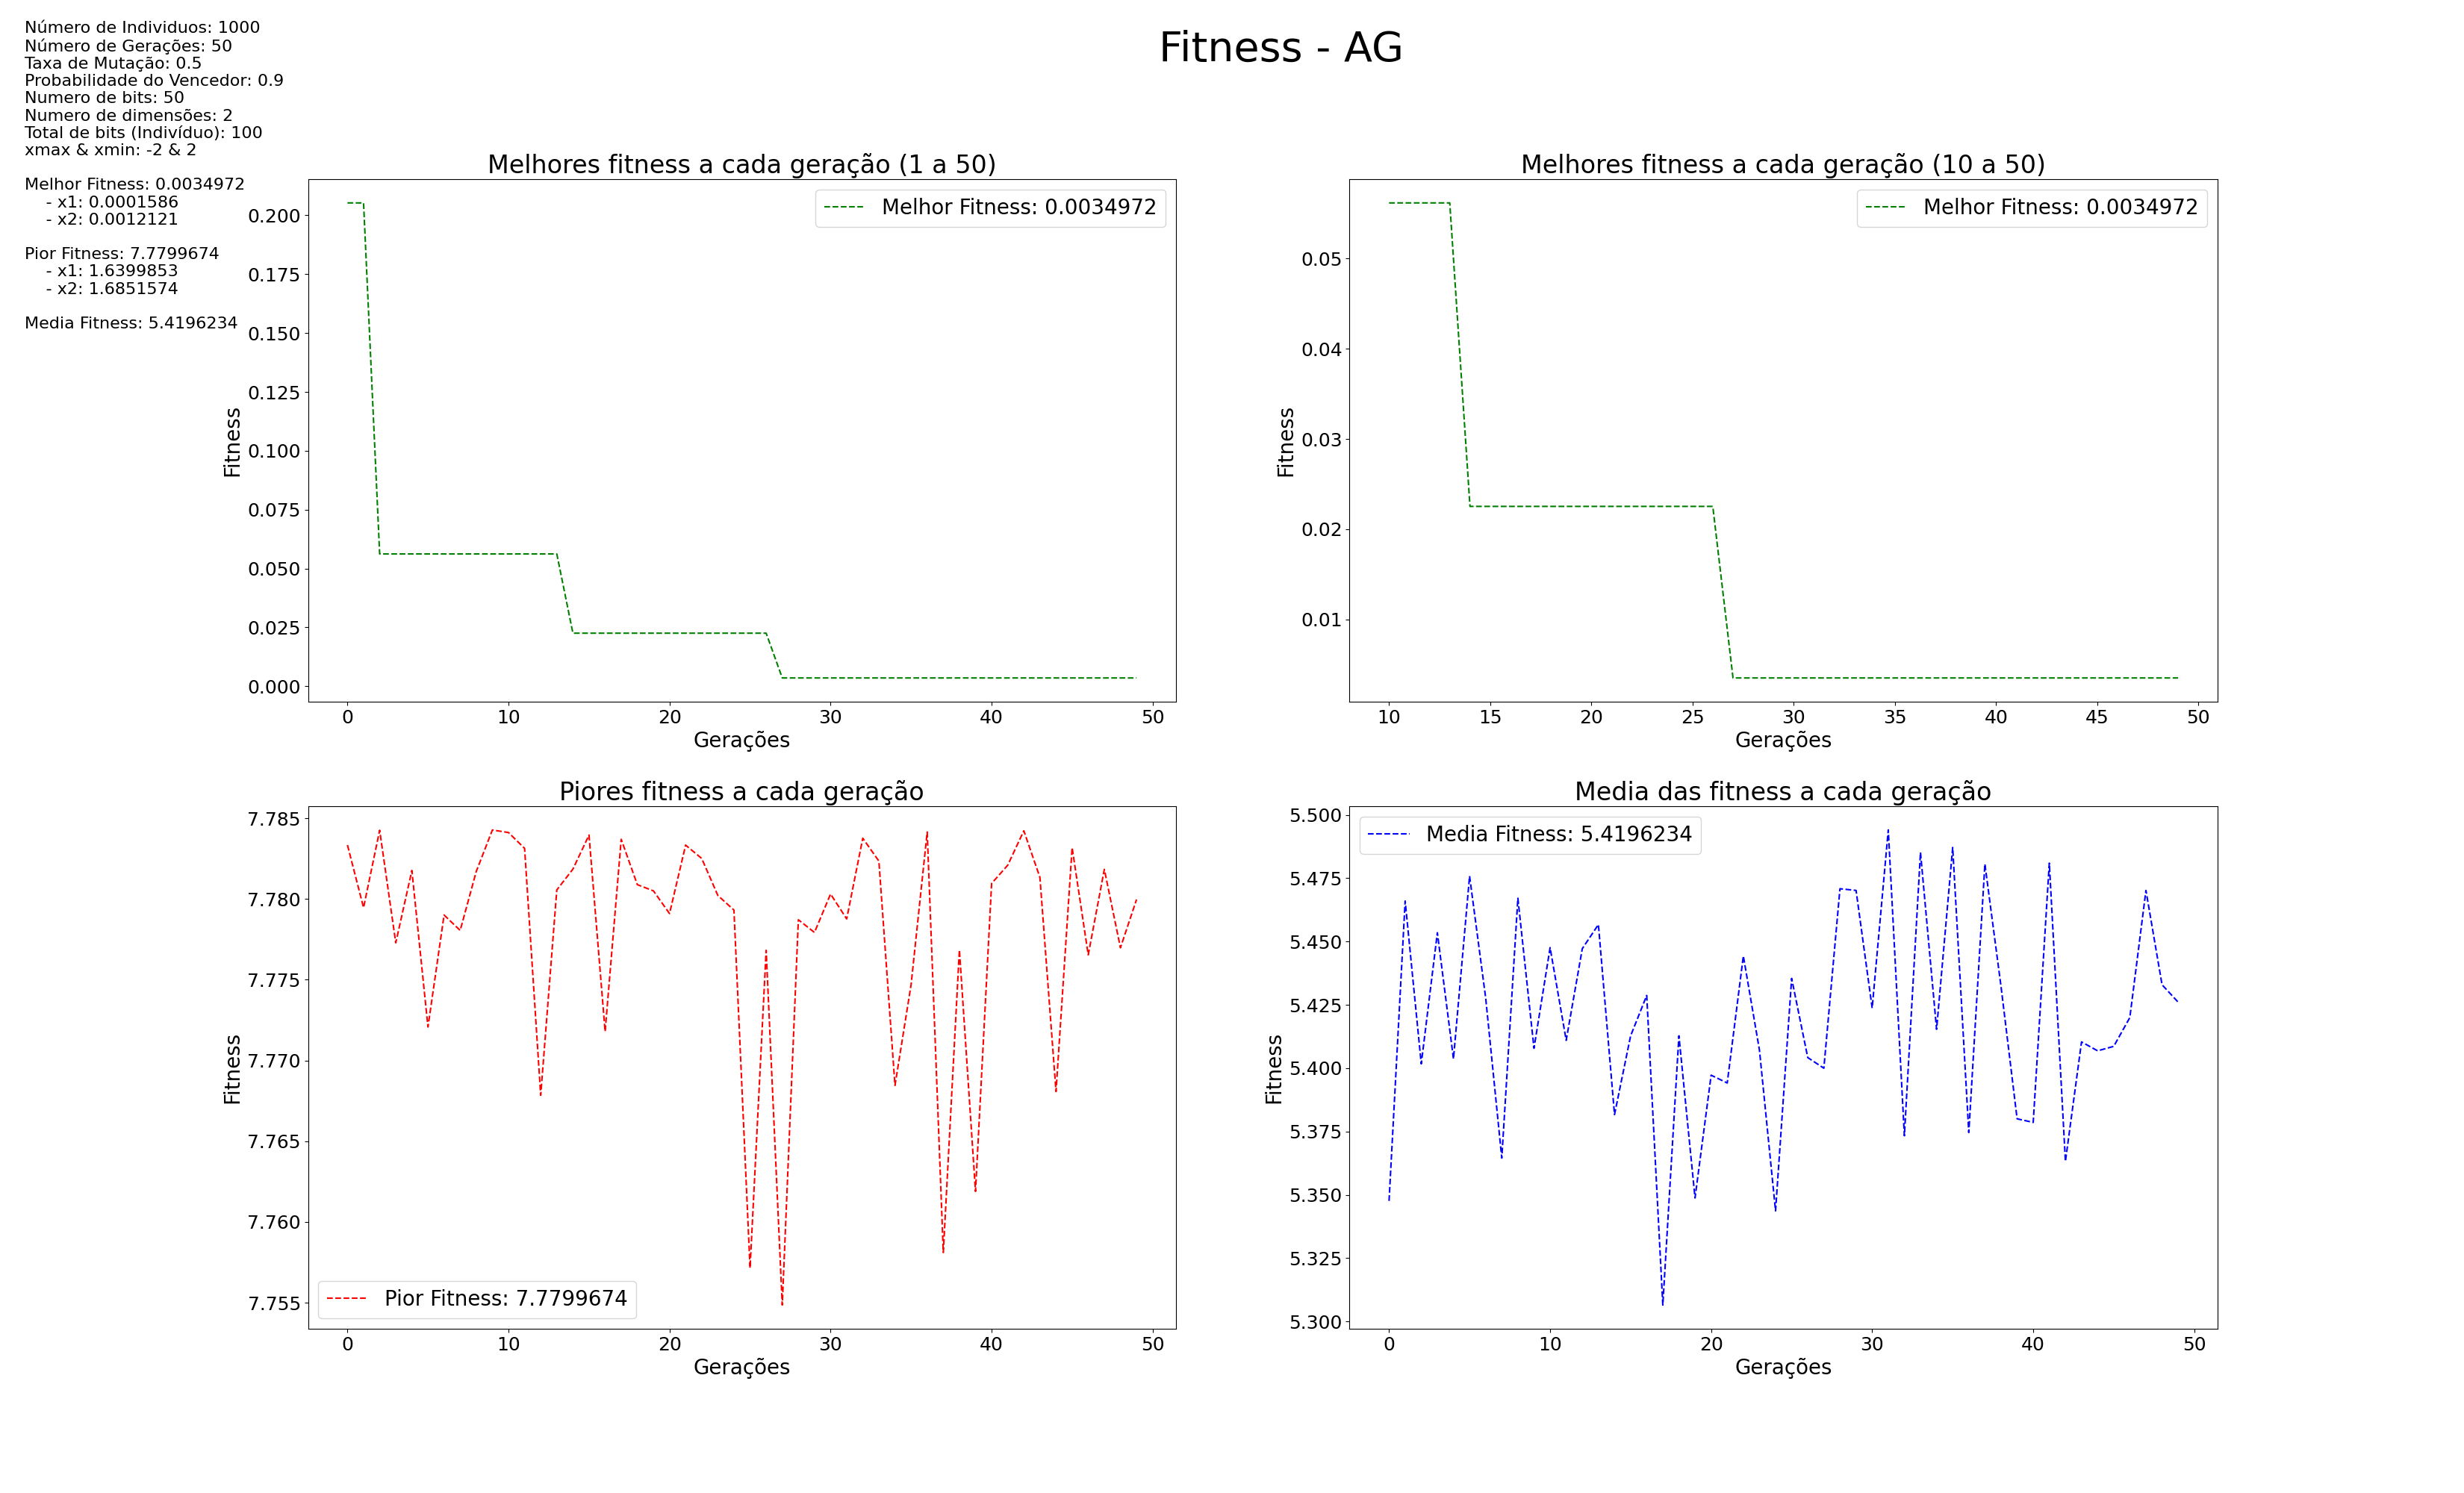 Fitness - AG
Número de Individuos: 1000
Número de Gerações: 50
Taxa de Mutação: 0.5
Probabilidade do Vencedor: 0.9
Numero de bits: 50
Numero de dimensões: 2
Total de bits (Indivíduo): 100
xmax & xmin: -2 & 2
Melhor Fitness: 0.0034972
- x1: 0.0001586
- x2: 0.0012121
Pior Fitness: 7.7799674
- x1: 1.6399853
- x2: 1.6851574
Media Fitness: 5.4196234
Melhores fitness a cada geração (1 a 50)
Melhor Fitness: 0.0034972
Fitness
0.200
0.175
0.150
0.125
0.100
0.075
0.050
0.025
0.000
0 10 20 30 40 50
Gerações
Melhores fitness a cada geração (10 a 50)
Melhor Fitness: 0.0034972
Fitness
0.05
0.04
0.03
0.02
0.01
10 15 20 25 30 35 40 45 50
Gerações
Piores fitness a cada geração
Fitness
7.785
7.780
7.775
7.770
7.765
7.760
7.755
Pior Fitness: 7.7799674
0 10 20 30 40 50
Gerações
Media das fitness a cada geração
Media Fitness: 5.4196234
Fitness
5.500
5.475
5.450
5.425
5.400
5.375
5.350
5.325
5.300
0 10 20 30 40 50
Gerações